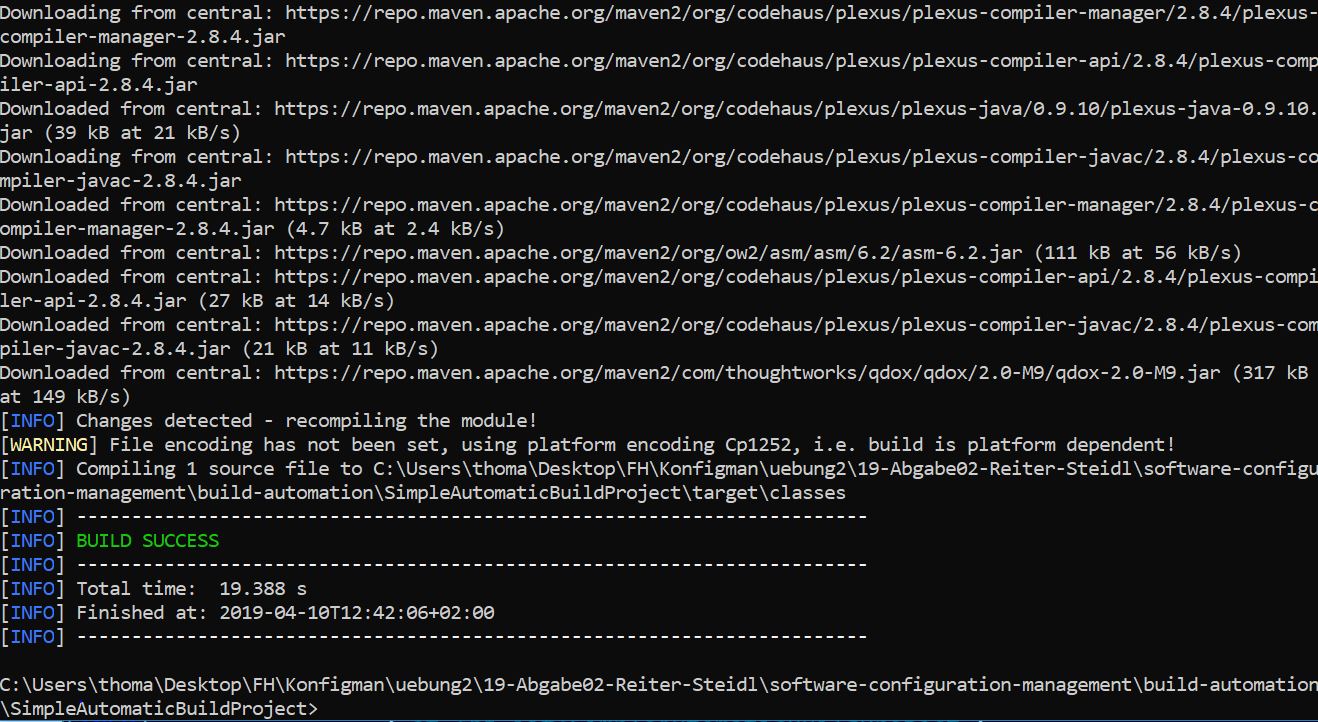 Downloading from central: https://repo.maven.apache.org/maven2/org/codehaus/plexus/plexus-compiler-manager/2.8.4/plexus-
compiler-manager-2.8.4.jar
Downloading from central: https://repo.maven.apache.org/maven2/org/codehaus/plexus/plexus-compiler-api/2.8.4/plexus-comp
iler-api-2.8.4.jar
Downloaded from central: https://repo.maven.apache.org/maven2/org/codehaus/plexus/plexus-java/0.9.10/plexus-java-0.9.10.
jar (39 kB at 21 kB/s)
Downloading from central: https://repo.maven.apache.org/maven2/org/codehaus/plexus/plexus-compiler-javac/2.8.4/plexus-co
mpiler-javac-2.8.4.jar
Downloaded from central: https://repo.maven.apache.org/maven2/org/codehaus/plexus/plexus-compiler-manager/2.8.4/plexus-c
ompiler-manager-2.8.4.jar (4.7 kB at 2.4 kB/s)
Downloaded from central: https://repo.maven.apache.org/maven2/org/ow2/asm/asm/6.2/asm-6.2.jar (111 kB at 56 kB/s)
Downloaded from central: https://repo.maven.apache.org/maven2/org/codehaus/plexus/plexus-compiler-api/2.8.4/plexus-compi
ler-api-2.8.4.jar (27 kB at 14 kB/s)
Downloaded from central: https://repo.maven.apache.org/maven2/org/codehaus/plexus/plexus-compiler-javac/2.8.4/plexus-com
piler-javac-2.8.4.jar (21 kB at 11 kB/s)
Downloaded from central: https://repo.maven.apache.org/maven2/com/thoughtworks/qdox/qdox/2.0-M9/qdox-2.0-M9.jar (317 kB
at 149 kB/s)
[INFO] Changes detected - recompiling the module!
[WARNING] File encoding has not been set, using platform encoding Cp1252, i.e. build is platform dependent!
[INFO] Compiling 1 source file to C:\Users\thoma\Desktop\FH\Konfigman\uebung2\19-Abgabe02-Reiter-Steidl\software-configu
ration-management\build-automation\SimpleAutomaticBuildProject\target\classes
[INFO] ------------------------------------------------------------------------
[INFO] BUILD SUCCESS
[INFO] ------------------------------------------------------------------------
[INFO] Total time:  19.388 s
[INFO] Finished at: 2019-04-10T12:42:06+02:00
[INFO] ------------------------------------------------------------------------
C:\Users\thoma\Desktop\FH\Konfigman\uebung2\19-Abgabe02-Reiter-Steidl\software-configuration-management\build-automation
\SimpleAutomaticBuildProject>